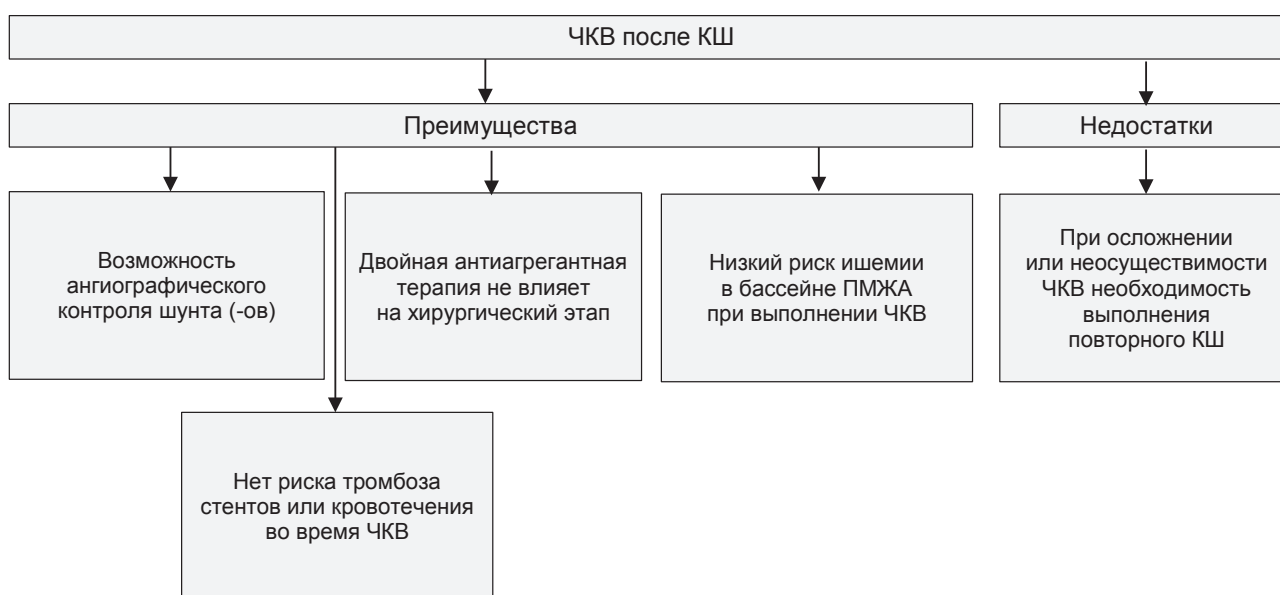 ЧКВ после КШ
Преимущества
Недостатки
Возможность
ангиографического
контроля шунта (-ов)
Двойная антиагрегантная
терапия не влияет
на хирургический этап
Низкий риск ишемии
в бассейне ПМЖА
при выполнении ЧКВ
При осложнении
или неосуществимости
ЧКВ необходимость
выполнения
повторного КШ
Нет риска тромбоза
стентов или кровотечения
во время ЧКВ